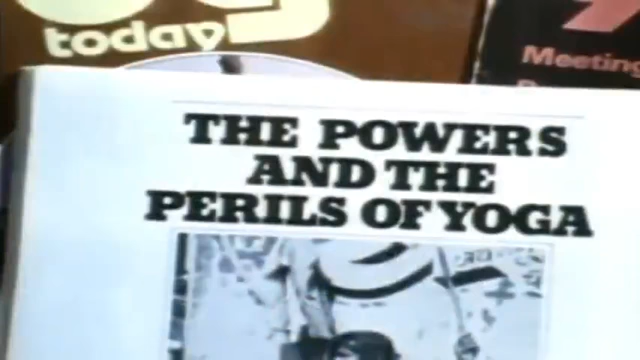 today
Meeting
THE POWERS
AND THE
PERILS OF YOGA